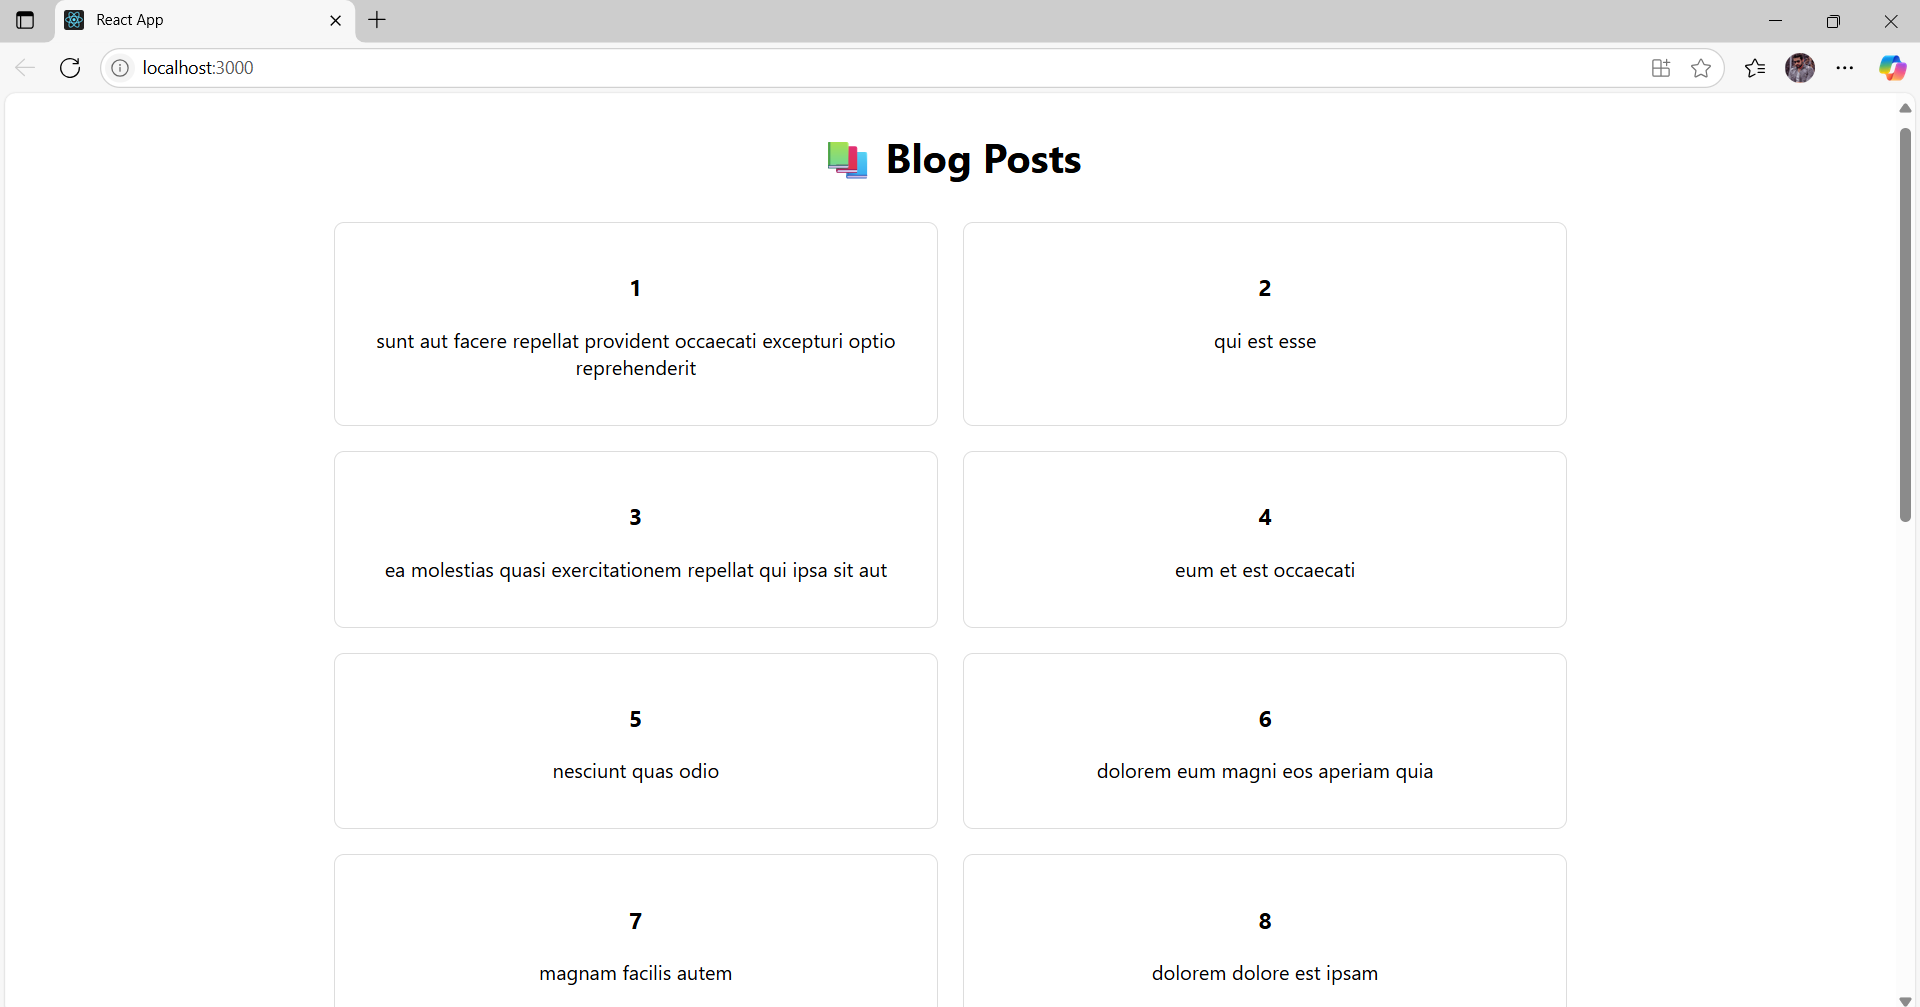 React App
localhost:3000
Blog Posts
1
sunt aut facere repellat provident occaecati excepturi optio
reprehenderit
2
qui est esse
3
ea molestias quasi exercitationem repellat qui ipsa sit aut
4
eum et est occaecati
5
nesciunt quas odio
6
dolorem eum magni eos aperiam quia
7
magnam facilis autem
8
dolorem dolore est ipsam